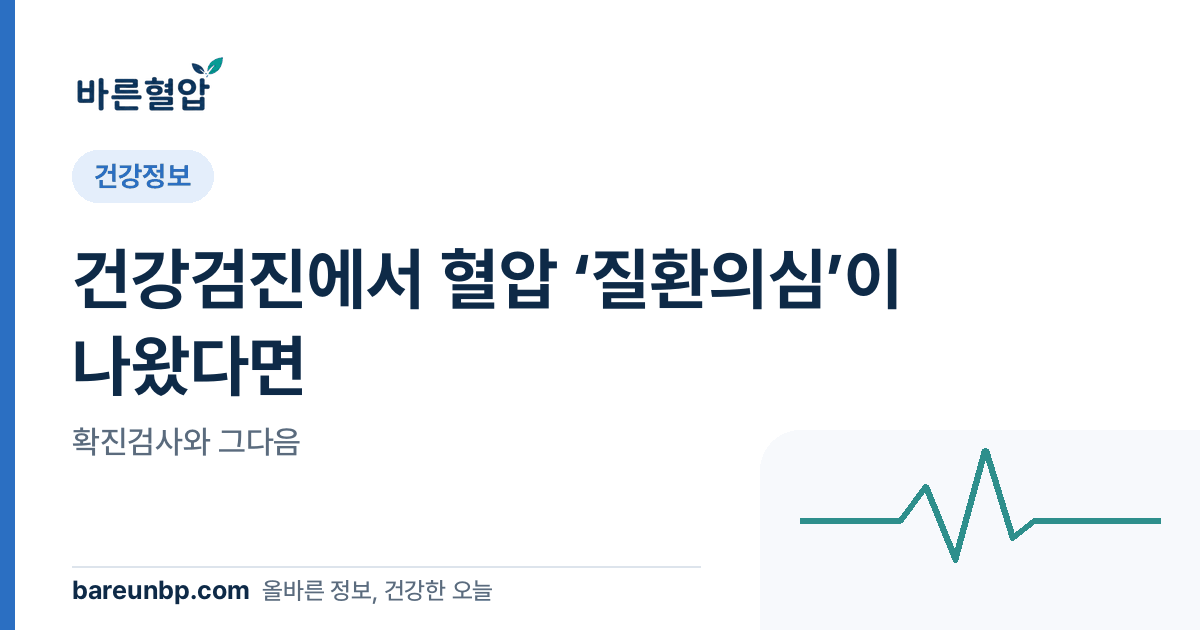 바른혈압
건강정보
건강검진에서 혈압 ‘질환의심’이
나왔다면
확진검사와 그다음
bareunbp.com 올바른 정보, 건강한 오늘